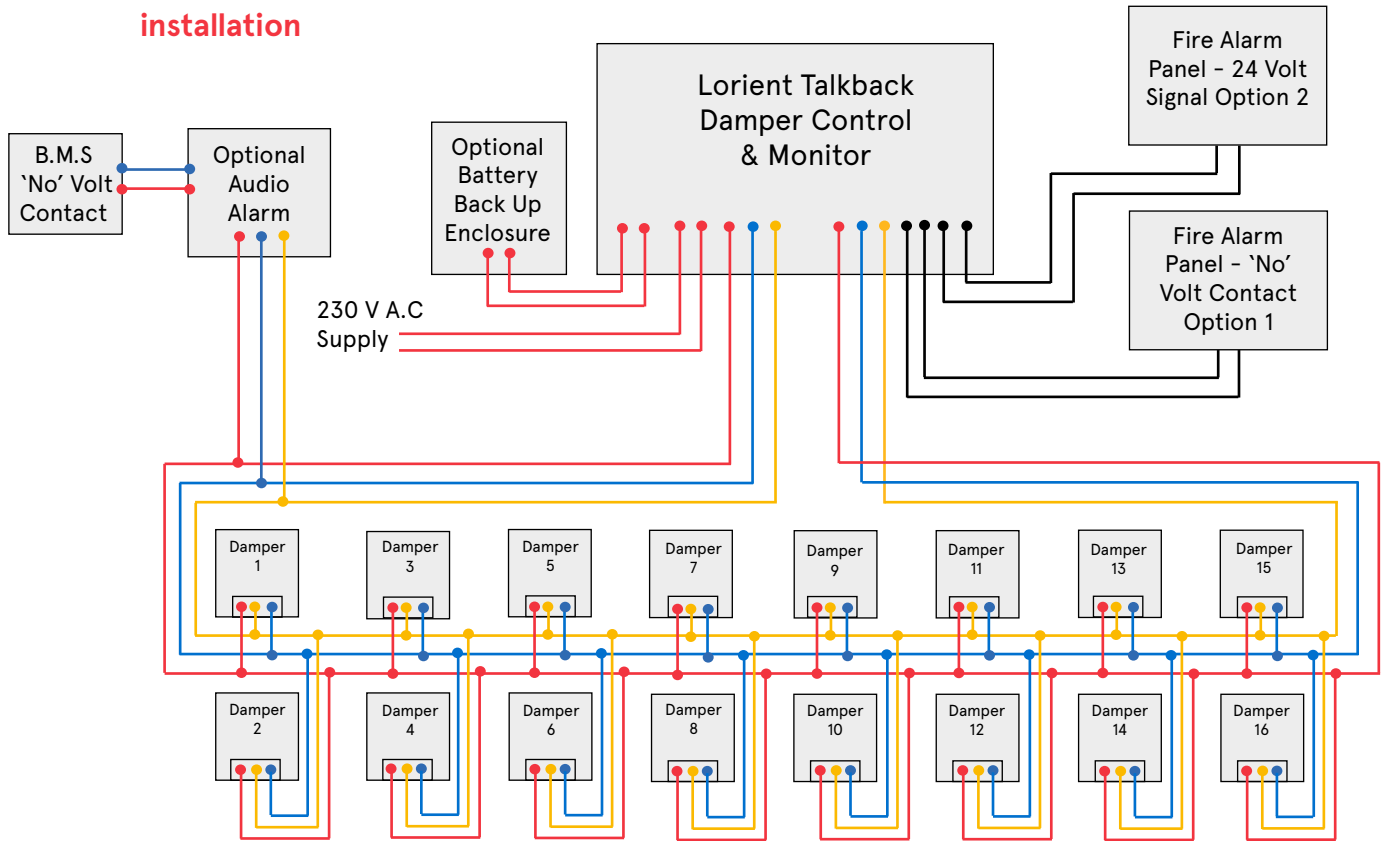 installation
Fire Alarm
Panel - 24 Volt
Signal Option 2
Lorient Talkback
Damper Control
& Monitor
B.M.S
‘No’ Volt
Contact
Optional
Audio
Alarm
Optional
Battery
Back Up
Enclosure
Fire Alarm
Panel - ‘No’
Volt Contact
Option 1
230 V A.C
Supply
Damper
1
Damper
3
Damper
5
Damper
7
Damper
9
Damper
11
Damper
13
Damper
15
Damper
2
Damper
4
Damper
6
Damper
8
Damper
10
Damper
12
Damper
14
Damper
16